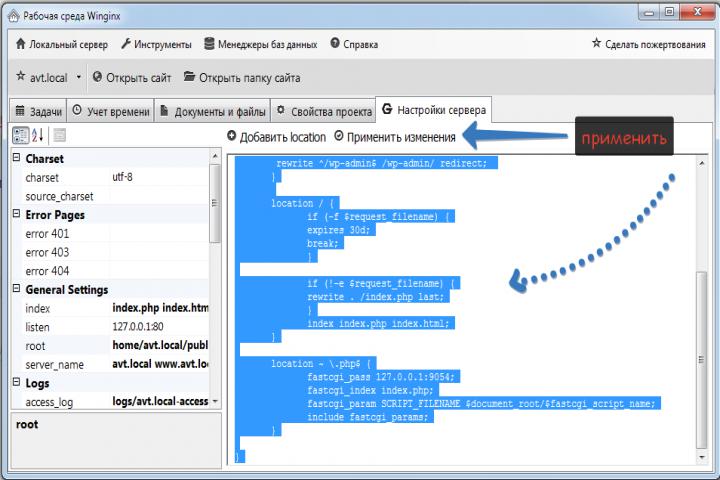 Рабочая среда Winginx
Локальный сервер Инструменты Менеджеры баз данных Справка Сделать пожертвования
avt.local Открыть сайт Открыть папку сайта
Задачи Учет времени Документы и файлы Свойства проекта Настройки сервера
Добавить location Применить изменения применить
Charset
charset utf-8
source_charset
Error Pages
error 401
error 403
error 404
General Settings
index index.php index.htm
listen 127.0.0.1:80
root home/avt.local/publ
server_name avt.local www.avt.lo
Logs
access_log logs/avt.local-access
root
rewrite ^/wp-admin$ /wp-admin/ redirect;
}
location / {
if (-f $request_filename) {
expires 30d;
break;
}
if (!-e $request_filename) {
rewrite . /index.php last;
}
index index.php index.html;
}
location ~ \.php$ {
fastcgi_pass 127.0.0.1:9054;
fastcgi_index index.php;
fastcgi_param SCRIPT_FILENAME $document_root/$fastcgi_script_name;
include fastcgi_params;
}
}